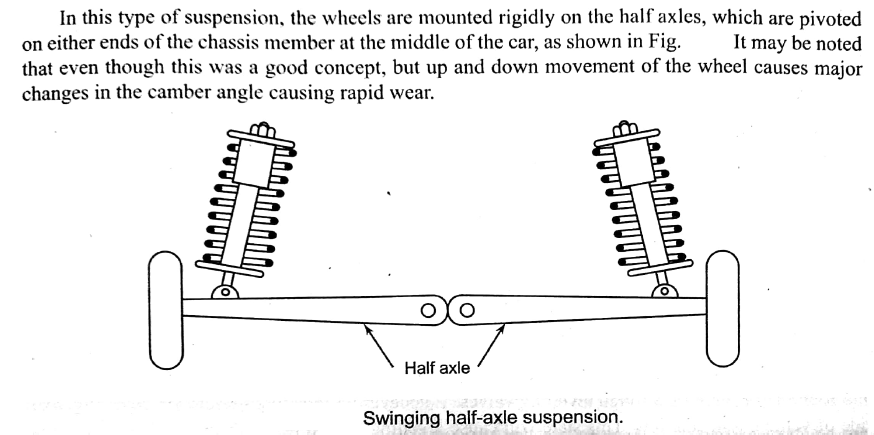 In this type of suspension, the wheels are mounted rigidly on the half axles, which are pivoted
on either ends of the chassis member at the middle of the car, as shown in Fig. It may be noted
that even though this was a good concept, but up and down movement of the wheel causes major
changes in the camber angle causing rapid wear.
Half axle
Swinging half-axle suspension.